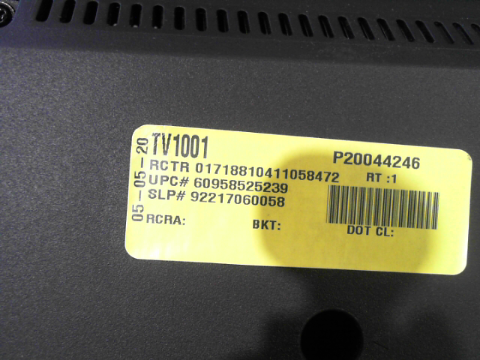 05-05-20
TV1001
P20044246
RCTR 01718810411058472 RT :1
UPC# 60958525239
SLP# 92217060058
RCRA: BKT: DOT CL: